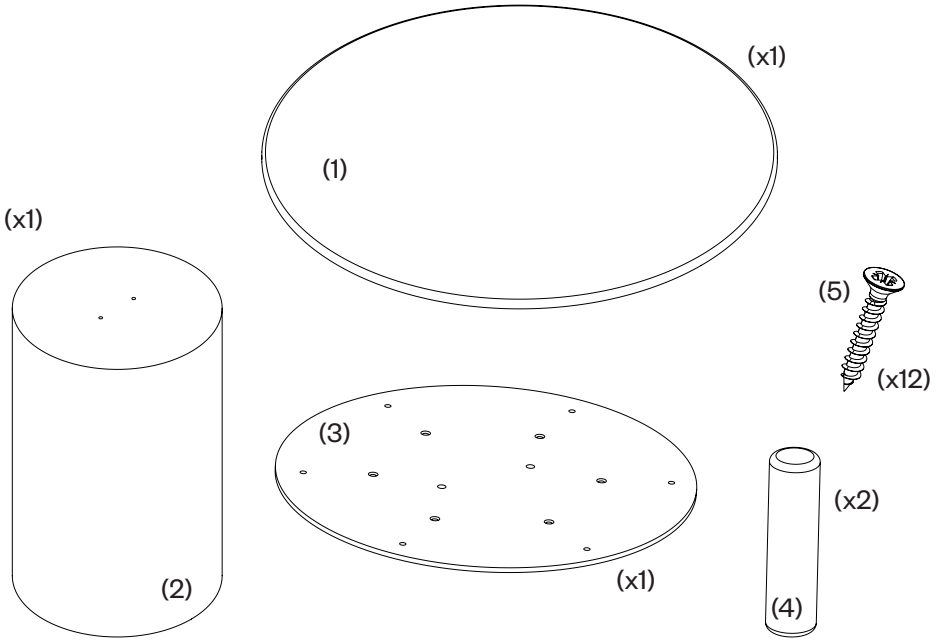 (x1)
(1)
(x1)
(5)
(x12)
(3)
(x2)
(x1)
(2)
(4)